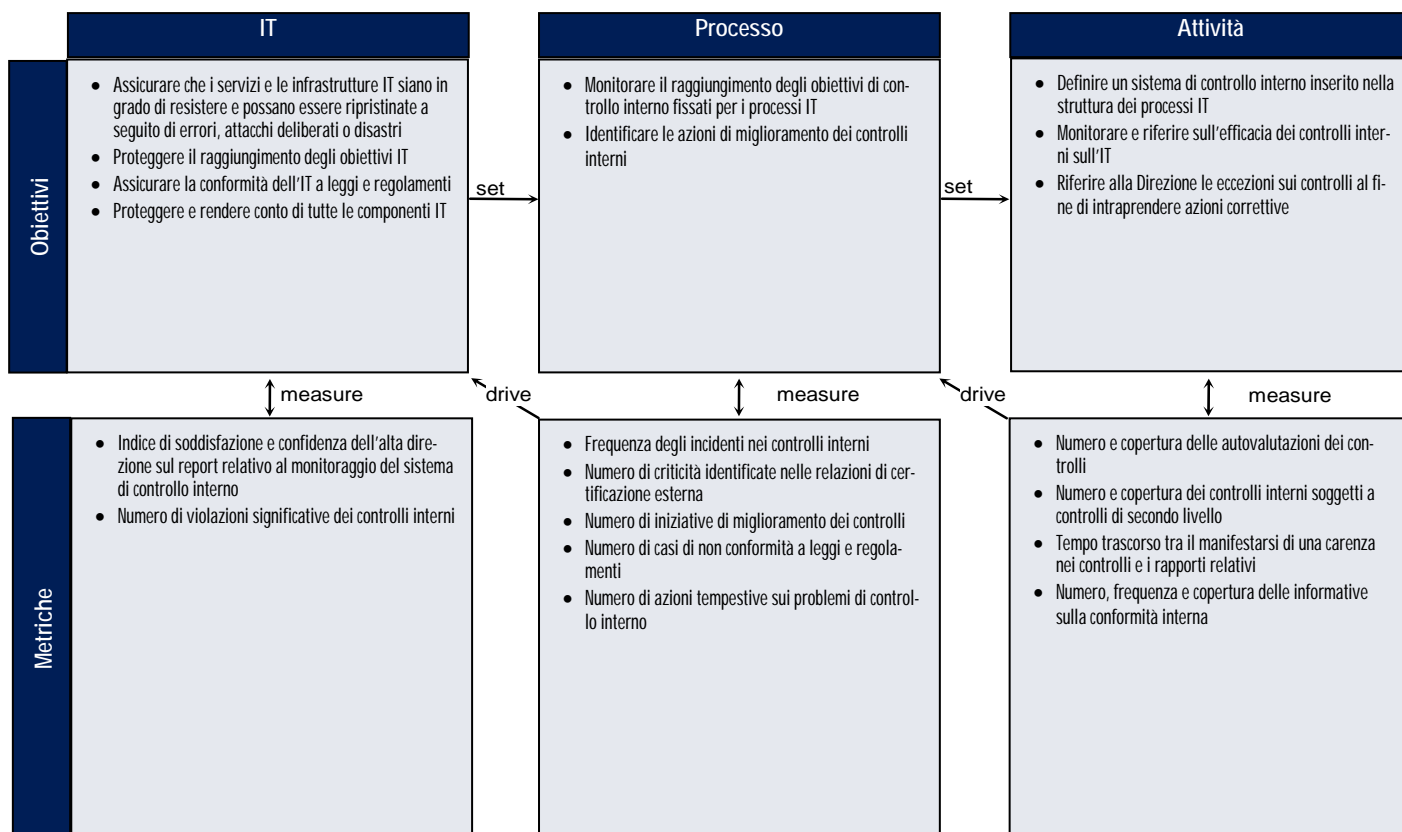 IT
Processo
Attività
Obiettivi
• Assicurare che i servizi e le infrastrutture IT siano in
grado di resistere e possano essere ripristinate a
seguito di errori, attacchi deliberati o disastri
• Proteggere il raggiungimento degli obiettivi IT
• Assicurare la conformità dell'IT a leggi e regolamenti
• Proteggere e rendere conto di tutte le componenti IT
set
• Monitorare il raggiungimento degli obiettivi di con-
trollo interno fissati per i processi IT
• Identificare le azioni di miglioramento dei controlli
interni
set
• Definire un sistema di controllo interno inserito nella
struttura dei processi IT
• Monitorare e riferire sull'efficacia dei controlli inter-
ni sull'IT
• Riferire alla Direzione le eccezioni sui controlli al fi-
ne di intraprendere azioni correttive
measure
drive
measure
drive
measure
Metriche
• Indice di soddisfazione e confidenza dell'alta dire-
zione sul report relativo al monitoraggio del sistema
di controllo interno
• Numero di violazioni significative dei controlli interni
• Frequenza degli incidenti nei controlli interni
• Numero di criticità identificate nelle relazioni di cer-
tificazione esterna
• Numero di iniziative di miglioramento dei controlli
• Numero di casi di non conformità a leggi e regola-
menti
• Numero di azioni tempestive sui problemi di control-
lo interno
• Numero e copertura delle autovalutazioni dei con-
trolli
• Numero e copertura dei controlli interni soggetti a
controlli di secondo livello
• Tempo trascorso tra il manifestarsi di una carenza
nei controlli e i rapporti relativi
• Numero, frequenza e copertura delle informative
sulla conformità interna